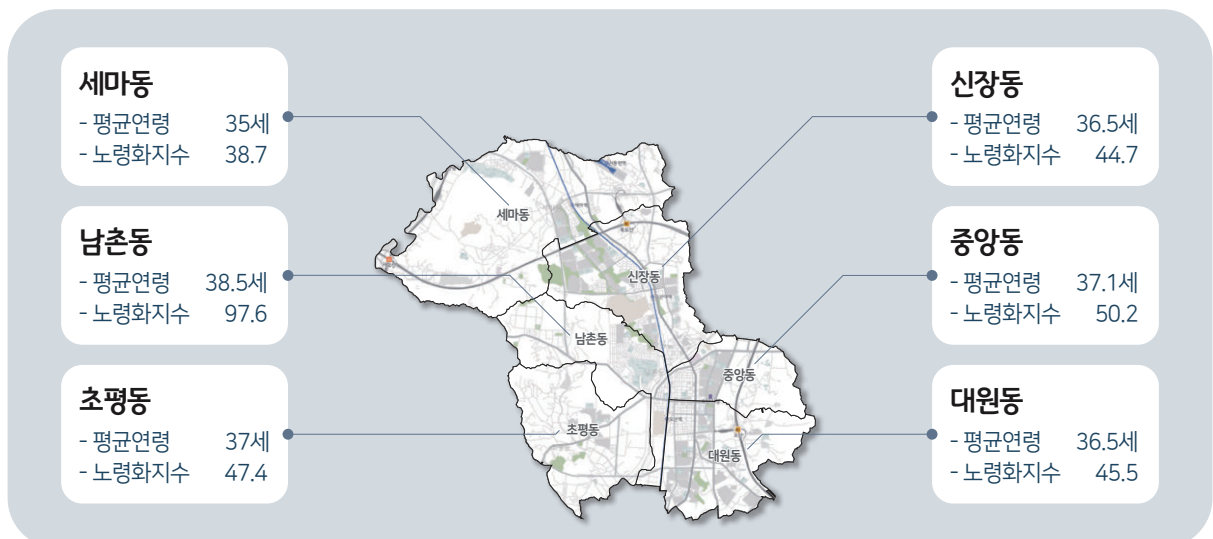 세마동
- 평균연령 35세
- 노령화지수 38.7
남촌동
- 평균연령 38.5세
- 노령화지수 97.6
초평동
- 평균연령 37세
- 노령화지수 47.4
세마동
신장동
남촌동
중앙동
초평동
대원동
신장동
- 평균연령 36.5세
- 노령화지수 44.7
중앙동
- 평균연령 37.1세
- 노령화지수 50.2
대원동
- 평균연령 36.5세
- 노령화지수 45.5